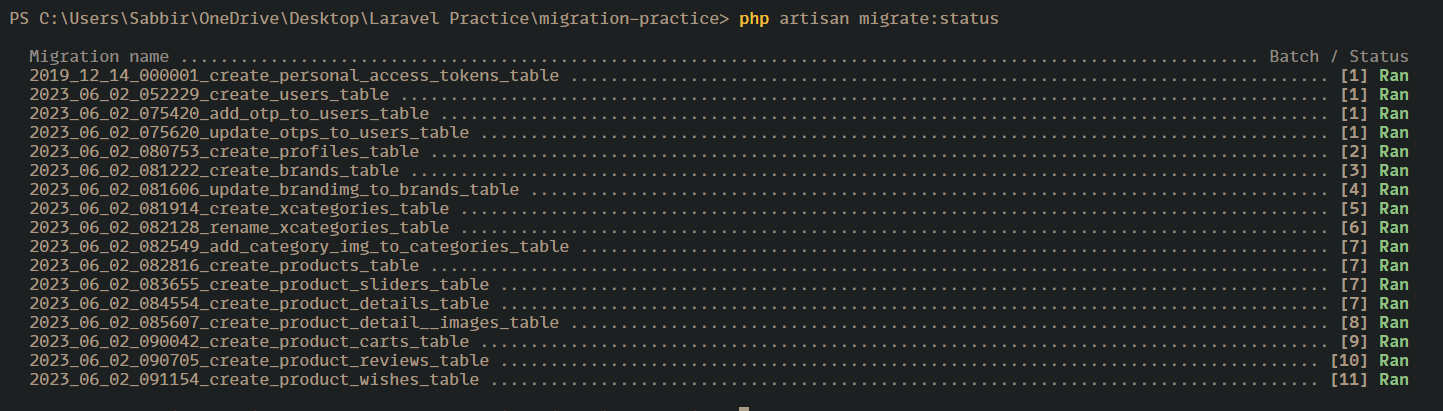 PS C:\Users\Sabbir\OneDrive\Desktop\Laravel Practice\migration-practice> php artisan migrate:status
Migration name ........................................................................................................... Batch / Status
2019_12_14_000001_create_personal_access_tokens_table ............................................................................ [1] Ran
2023_06_02_052229_create_users_table ............................................................................................. [1] Ran
2023_06_02_075420_add_otp_to_users_table ......................................................................................... [1] Ran
2023_06_02_075620_update_otps_to_users_table ..................................................................................... [1] Ran
2023_06_02_080753_create_profiles_table .......................................................................................... [2] Ran
2023_06_02_081222_create_brands_table ............................................................................................ [3] Ran
2023_06_02_081606_update_brandimg_to_brands_table ................................................................................ [4] Ran
2023_06_02_081914_create_xcategories_table ....................................................................................... [5] Ran
2023_06_02_082128_rename_xcategories_table ....................................................................................... [6] Ran
2023_06_02_082549_add_category_img_to_categories_table ........................................................................... [7] Ran
2023_06_02_082816_create_products_table .......................................................................................... [7] Ran
2023_06_02_083655_create_product_sliders_table ................................................................................... [7] Ran
2023_06_02_084554_create_product_details_table ................................................................................... [7] Ran
2023_06_02_085607_create_product_detail__images_table ............................................................................ [8] Ran
2023_06_02_090042_create_product_carts_table ..................................................................................... [9] Ran
2023_06_02_090705_create_product_reviews_table .................................................................................. [10] Ran
2023_06_02_091154_create_product_wishes_table ................................................................................... [11] Ran